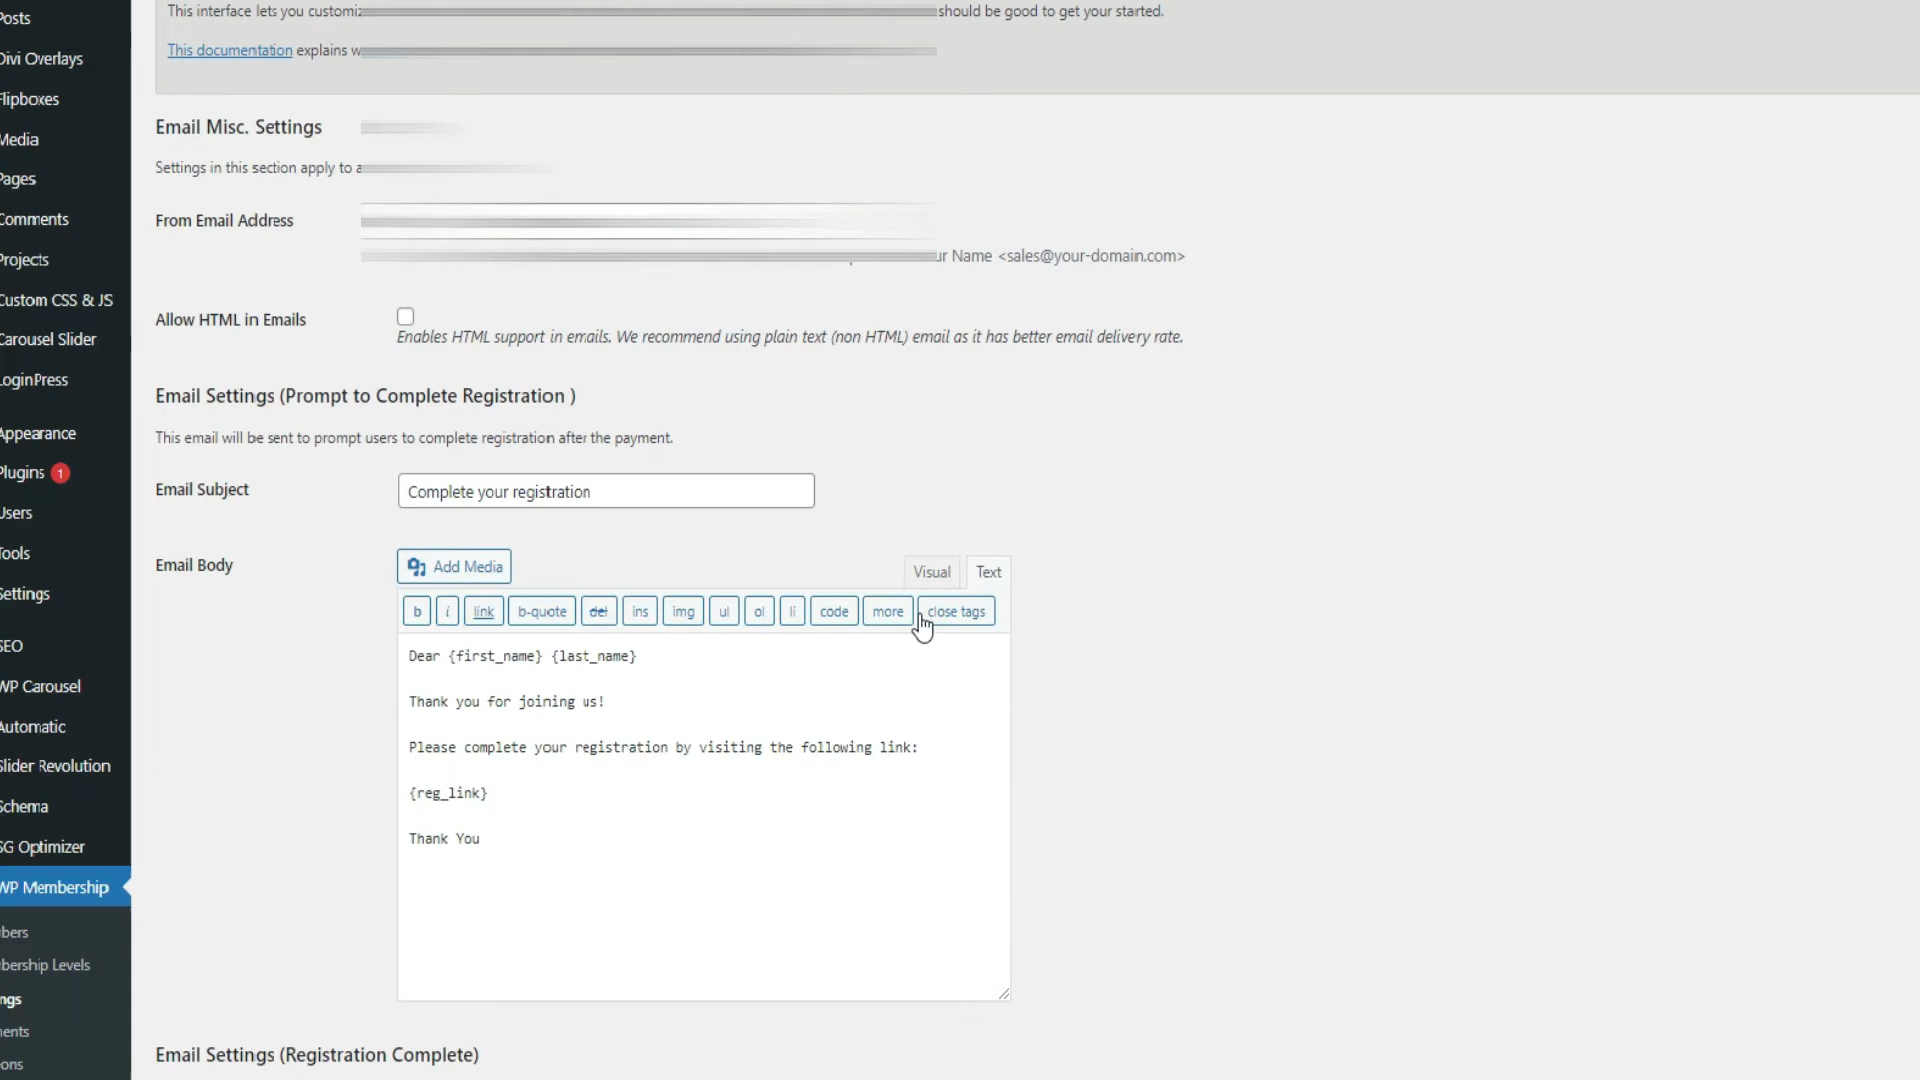 Posts
Divi Overlays
Flipboxes
Media
Pages
Comments
Projects
Custom CSS & JS
Carousel Slider
LoginPress
Appearance
Plugins 1
Users
Tools
Settings
SEO
WP Carousel
Automatic
Slider Revolution
Schema
SG Optimizer
WP Membership
bers
bership Levels
ngs
ments
ons
This interface lets you customiz
should be good to get your started.
This documentation explains w
Email Misc. Settings
Settings in this section apply to a
From Email Address
ur Name <sales@your-domain.com>
Allow HTML in Emails
Enables HTML support in emails. We recommend using plain text (non HTML) email as it has better email delivery rate.
Email Settings (Prompt to Complete Registration )
This email will be sent to prompt users to complete registration after the payment.
Email Subject
Complete your registration
Email Body
Add Media
Visual Text
b i link b-quote del ins img ul ol li code more close tags
Dear {first_name} {last_name}
Thank you for joining us!
Please complete your registration by visiting the following link:
{reg_link}
Thank You
Email Settings (Registration Complete)